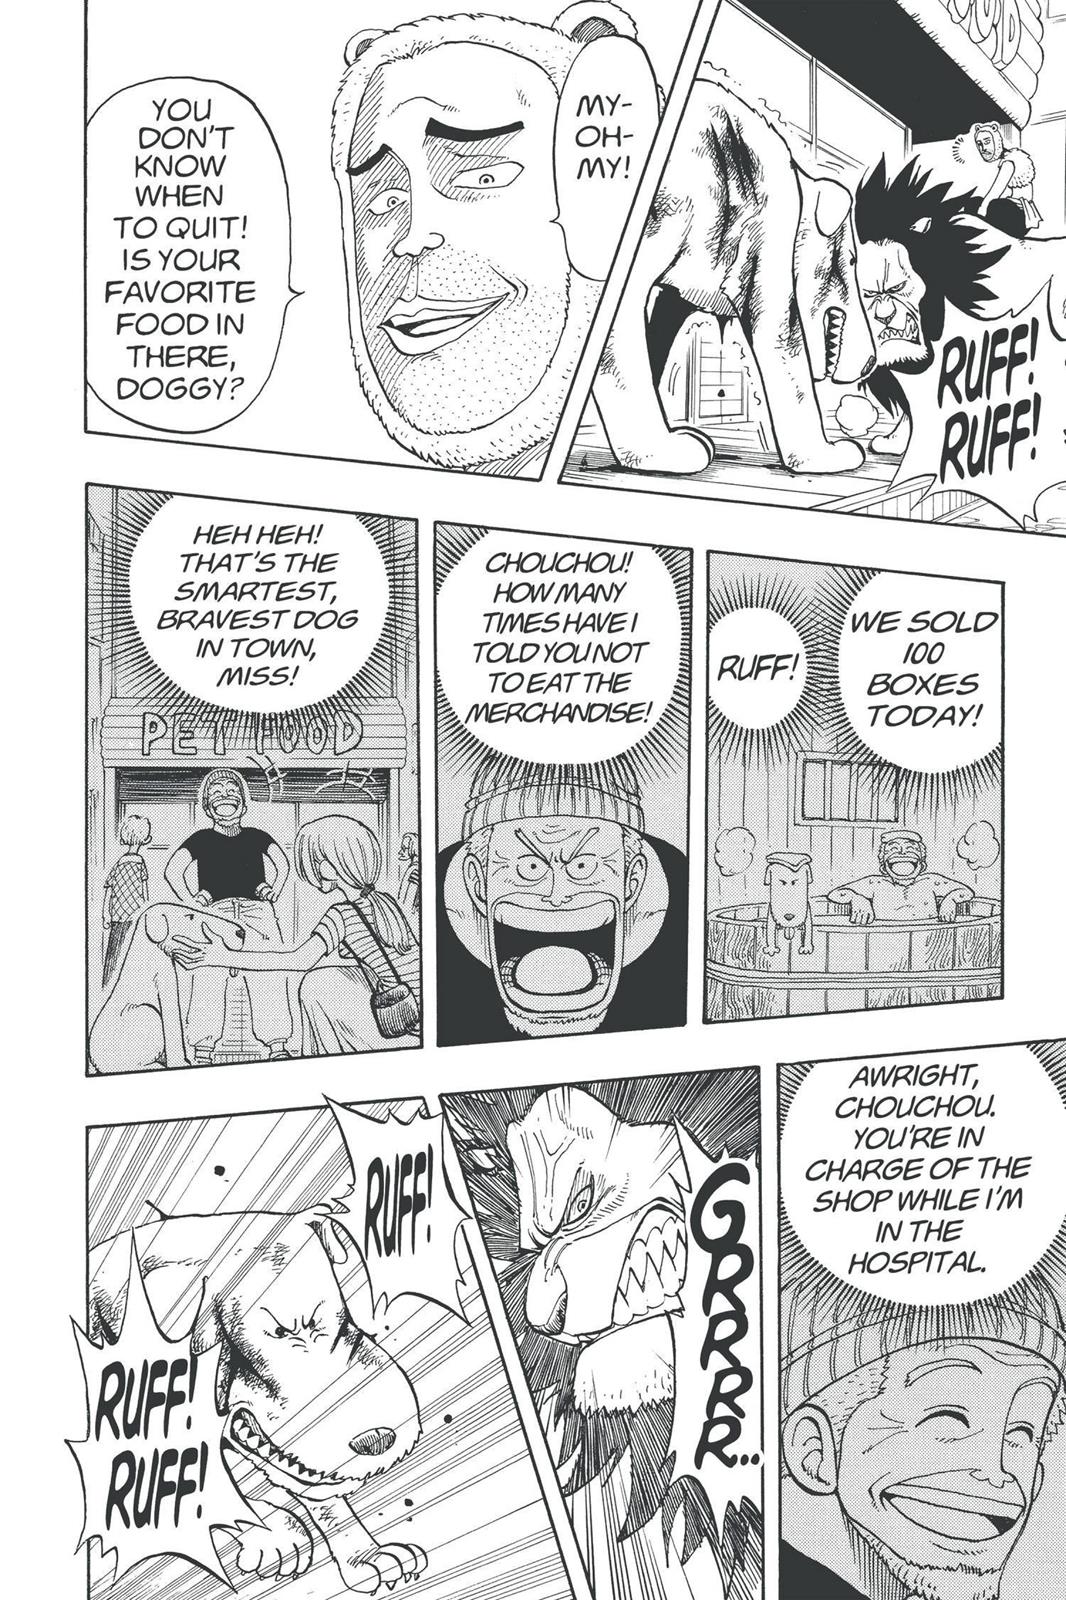 RUFF!
RUFF!
MY-
OH-
MY!
YOU
DON'T
KNOW
WHEN
TO QUIT!
IS YOUR
FAVORITE
FOOD IN
THERE,
DOGGY?
WE SOLD
100
BOXES
TODAY!
RUFF!
CHOUCHOU!
HOW MANY
TIMES HAVE I
TOLD YOU NOT
TO EAT THE
MERCHANDISE!
HEH HEH!
THAT'S THE
SMARTEST,
BRAVEST DOG
IN TOWN,
MISS!
PET FOOD
AWRIGHT,
CHOUCHOU.
YOU'RE IN
CHARGE OF THE
SHOP WHILE I'M
IN THE
HOSPITAL.
GRRRR...
RUFF!
RUFF!
RUFF!